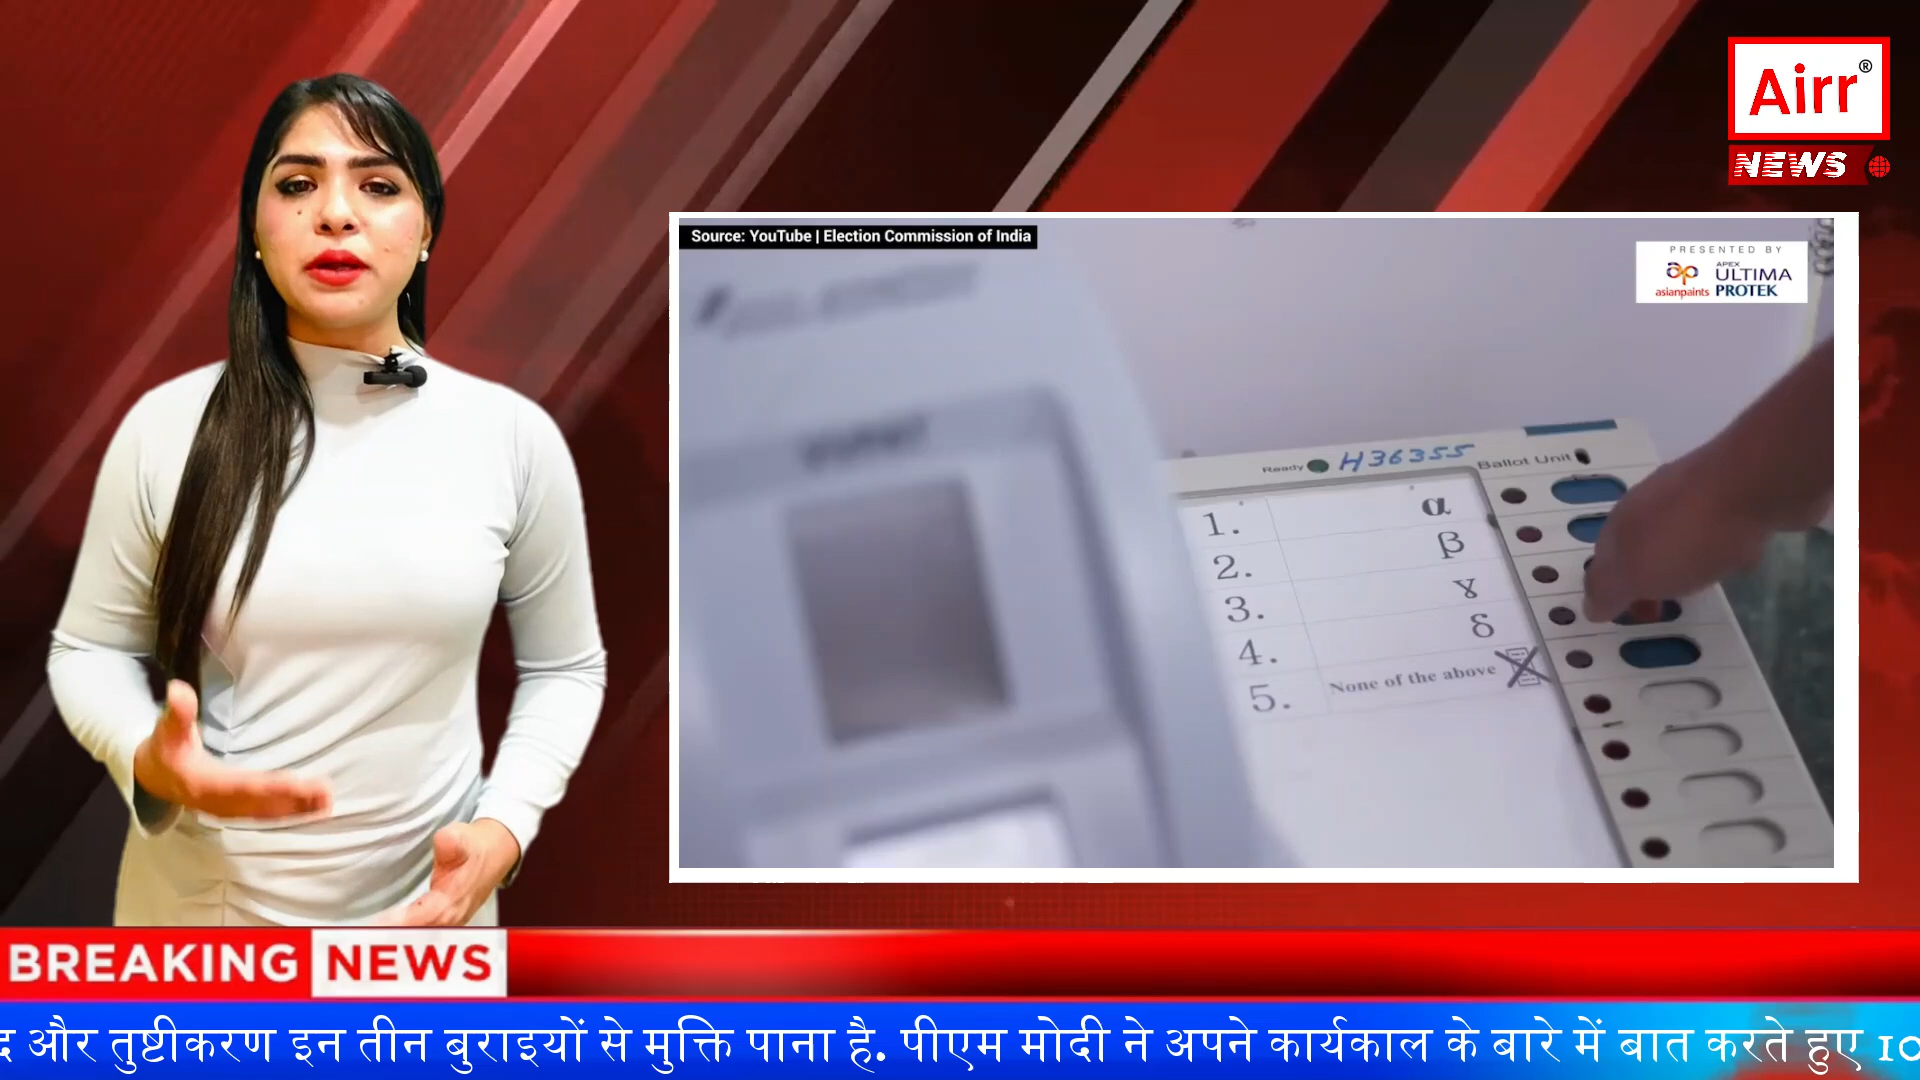 Airr®
NEWS
Source: YouTube | Election Commission of India
PRESENTED BY
asianpaints
APEX
ULTIMA
PROTEK
Ready H36355 Ballot Unit
1. α
2. β
3. γ
4. δ
5. None of the above
BREAKING NEWS
द और तुष्टीकरण इन तीन बुराइयों से मुक्ति पाना है. पीएम मोदी ने अपने कार्यकाल के बारे में बात करते हुए 10